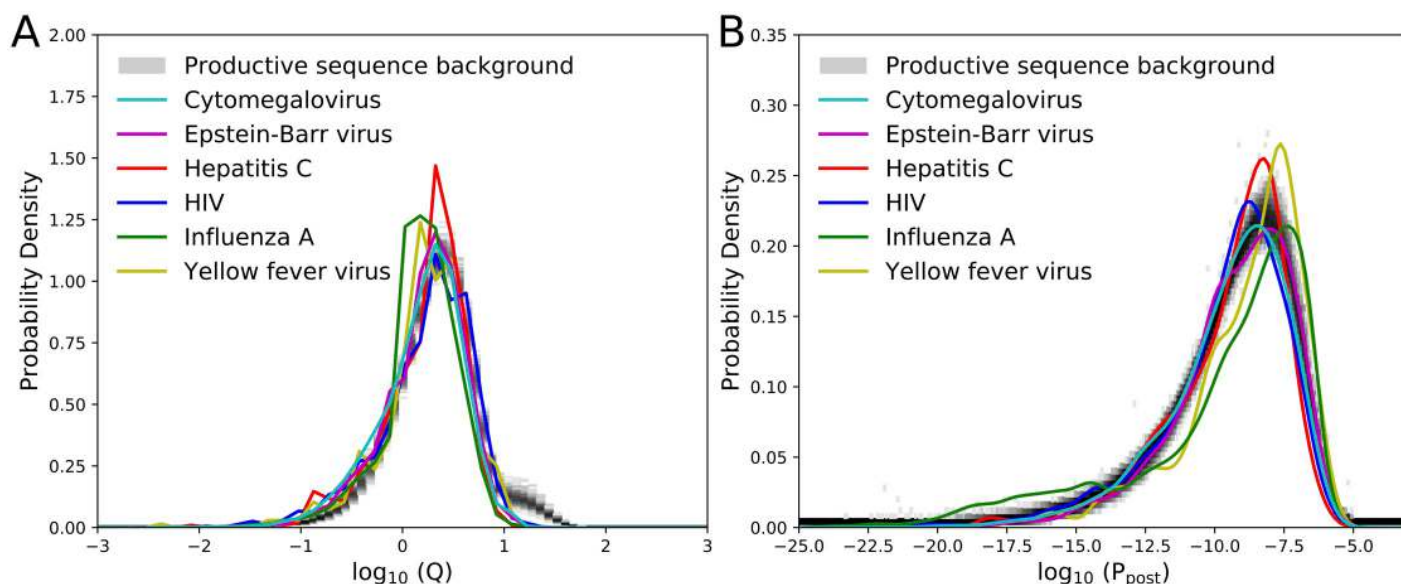 A
2.00
1.75
1.50
1.25
1.00
0.75
0.50
0.25
0.00
Probability Density
Productive sequence background
Cytomegalovirus
Epstein-Barr virus
Hepatitis C
HIV
Influenza A
Yellow fever virus
−3 −2 −1 0 1 2 3
log10 (Q)
B
0.35
0.30
0.25
0.20
0.15
0.10
0.05
0.00
Probability Density
Productive sequence background
Cytomegalovirus
Epstein-Barr virus
Hepatitis C
HIV
Influenza A
Yellow fever virus
−25.0 −22.5 −20.0 −17.5 −15.0 −12.5 −10.0 −7.5 −5.0
log10 (Ppost)